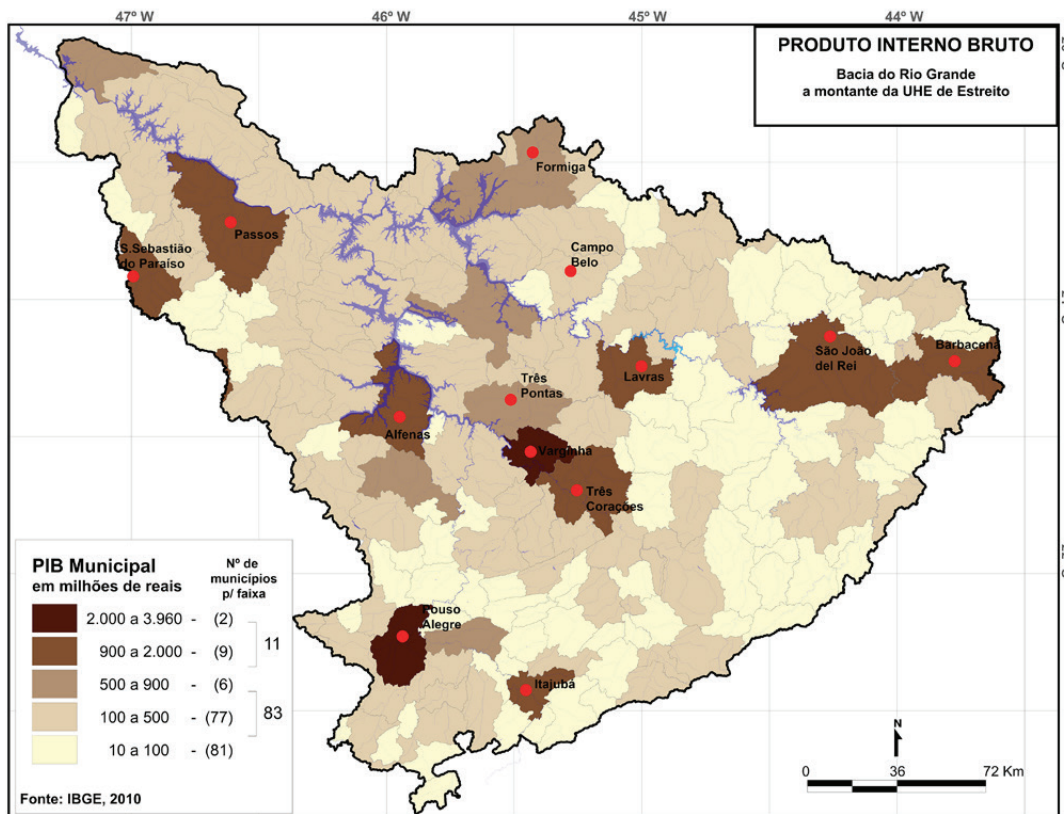 47°W
46°W
45°W
44°W
PRODUTO INTERNO BRUTO
Bacia do Rio Grande
a montante da UHE de Estreito
Formiga
Passos
S.Sebastião
do Paraíso
Campo
Belo
São João
del Rei
Barbacena
Lavras
Três
Pontas
Alfenas
Varginha
Três
Corações
Pouso
Alegre
Itajubá
PIB Municipal
em milhões de reais
Nº de
municípios
p/ faixa
2.000 a 3.960 - (2)
900 a 2.000 - (9)
11
500 a 900 - (6)
100 a 500 - (77)
83
10 a 100 - (81)
Fonte: IBGE, 2010
N
0 36 72 Km